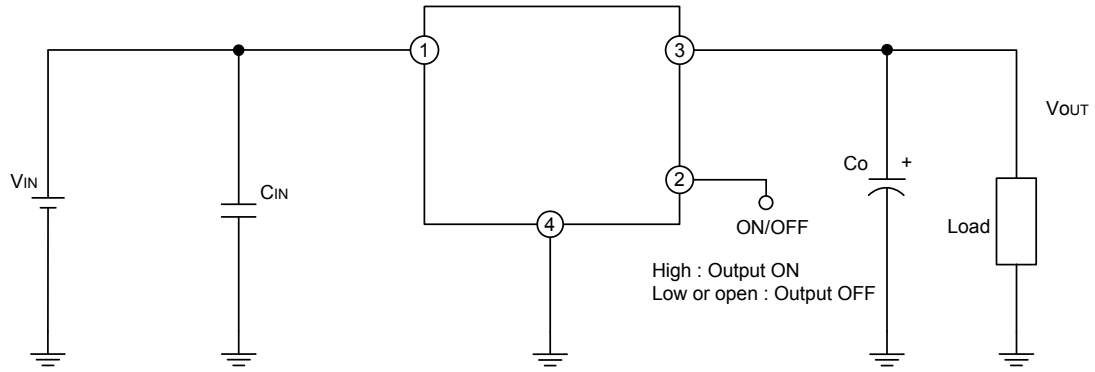 1
3
VOUT
Co +
VIN
CIN
2
ON/OFF
4
Load
High : Output ON
Low or open : Output OFF